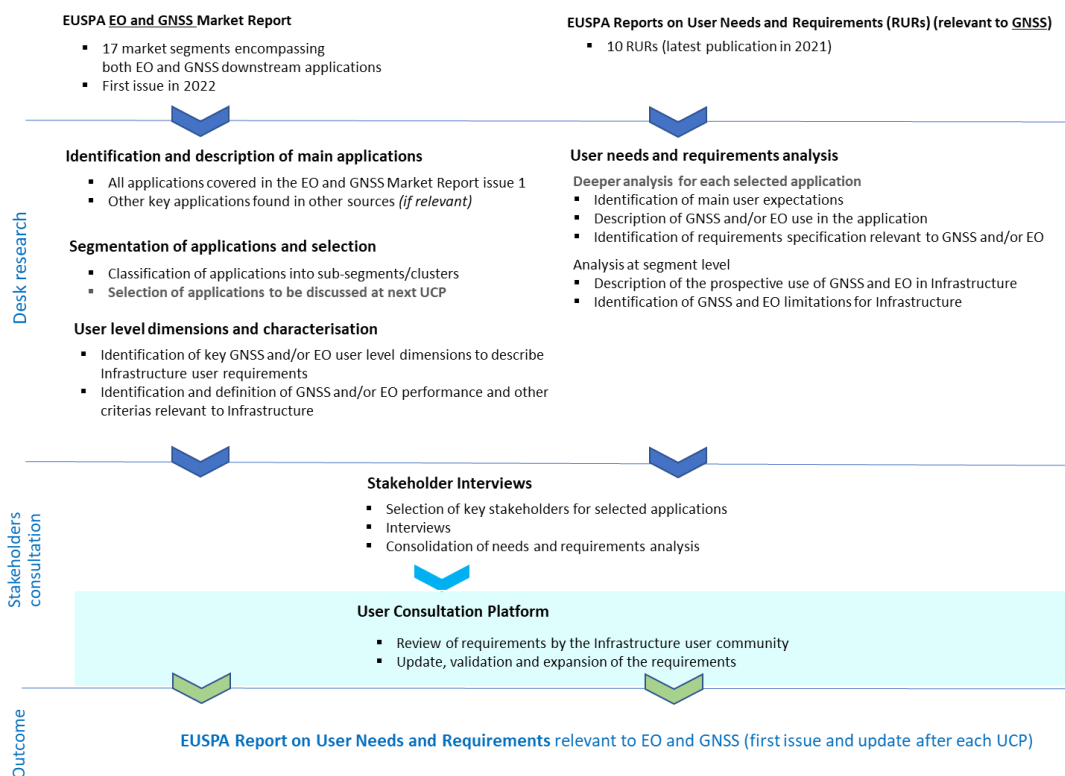 EUSPA EO and GNSS Market Report
▪ 17 market segments encompassing
both EO and GNSS downstream applications
▪ First issue in 2022
EUSPA Reports on User Needs and Requirements (RURs) (relevant to GNSS)
▪ 10 RURs (latest publication in 2021)
Desk research
Identification and description of main applications
▪ All applications covered in the EO and GNSS Market Report issue 1
▪ Other key applications found in other sources (if relevant)
Segmentation of applications and selection
▪ Classification of applications into sub-segments/clusters
▪ Selection of applications to be discussed at next UCP
User level dimensions and characterisation
▪ Identification of key GNSS and/or EO user level dimensions to describe
Infrastructure user requirements
▪ Identification and definition of GNSS and/or EO performance and other
criterias relevant to Infrastructure
User needs and requirements analysis
Deeper analysis for each selected application
▪ Identification of main user expectations
▪ Description of GNSS and/or EO use in the application
▪ Identification of requirements specification relevant to GNSS and/or EO
Analysis at segment level
▪ Description of the prospective use of GNSS and EO in Infrastructure
▪ Identification of GNSS and EO limitations for Infrastructure
Stakeholders
consultation
Stakeholder Interviews
▪ Selection of key stakeholders for selected applications
▪ Interviews
▪ Consolidation of needs and requirements analysis
User Consultation Platform
▪ Review of requirements by the Infrastructure user community
▪ Update, validation and expansion of the requirements
Outcome
EUSPA Report on User Needs and Requirements relevant to EO and GNSS (first issue and update after each UCP)